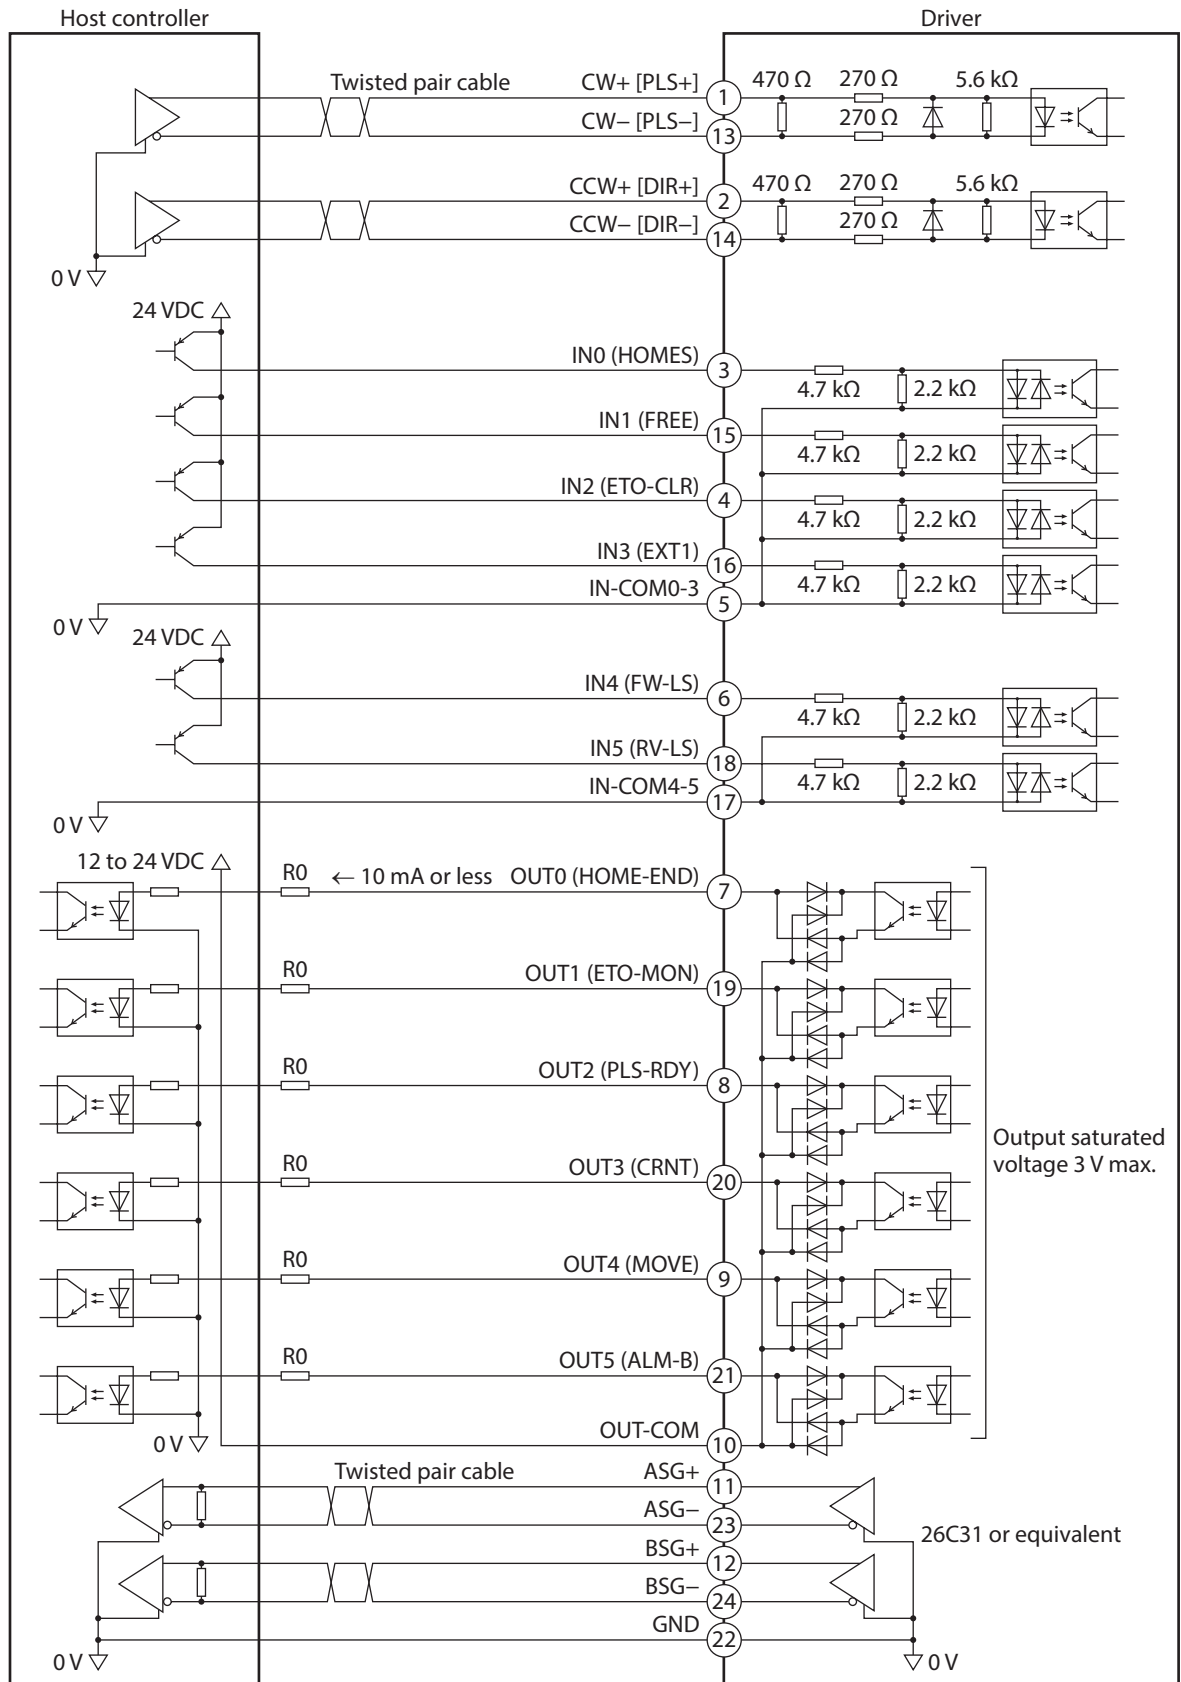 Host controller
Driver
Twisted pair cable
CW+ [PLS+]
1
470 Ω
270 Ω
5.6 kΩ
CW− [PLS−]
13
270 Ω
CCW+ [DIR+]
2
470 Ω
270 Ω
5.6 kΩ
CCW− [DIR−]
14
270 Ω
0 V
24 VDC
IN0 (HOMES)
3
4.7 kΩ
2.2 kΩ
IN1 (FREE)
15
4.7 kΩ
2.2 kΩ
IN2 (ETO-CLR)
4
4.7 kΩ
2.2 kΩ
IN3 (EXT1)
16
4.7 kΩ
2.2 kΩ
IN-COM0-3
5
0 V
24 VDC
IN4 (FW-LS)
6
4.7 kΩ
2.2 kΩ
IN5 (RV-LS)
18
4.7 kΩ
2.2 kΩ
IN-COM4-5
17
0 V
12 to 24 VDC
R0
← 10 mA or less
OUT0 (HOME-END)
7
R0
OUT1 (ETO-MON)
19
R0
OUT2 (PLS-RDY)
8
Output saturated
voltage 3 V max.
R0
OUT3 (CRNT)
20
R0
OUT4 (MOVE)
9
R0
OUT5 (ALM-B)
21
0 V
OUT-COM
10
Twisted pair cable
ASG+
11
ASG−
23
26C31 or equivalent
BSG+
12
BSG−
24
GND
22
0 V
0 V